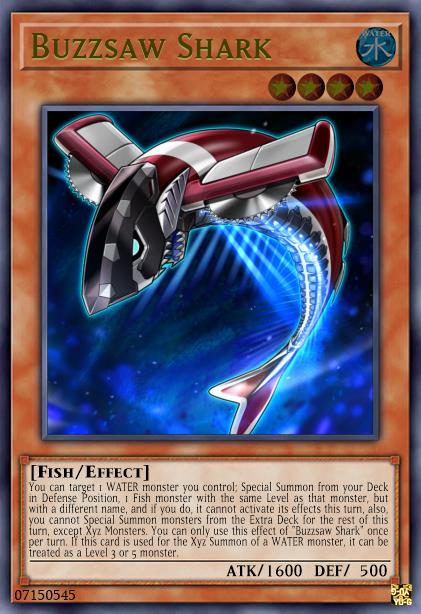 Buzzsaw Shark
WATER
水
[Fish/Effect]
You can target 1 WATER monster you control; Special Summon from your Deck
in Defense Position, 1 Fish monster with the same Level as that monster, but
with a different name, and if you do, it cannot activate its effects this turn, also,
you cannot Special Summon monsters from the Extra Deck for the rest of this
turn, except Xyz Monsters. You can only use this effect of "Buzzsaw Shark" once
per turn. If this card is used for the Xyz Summon of a WATER monster, it can be
treated as a Level 3 or 5 monster.
ATK/1600 DEF/ 500
07150545